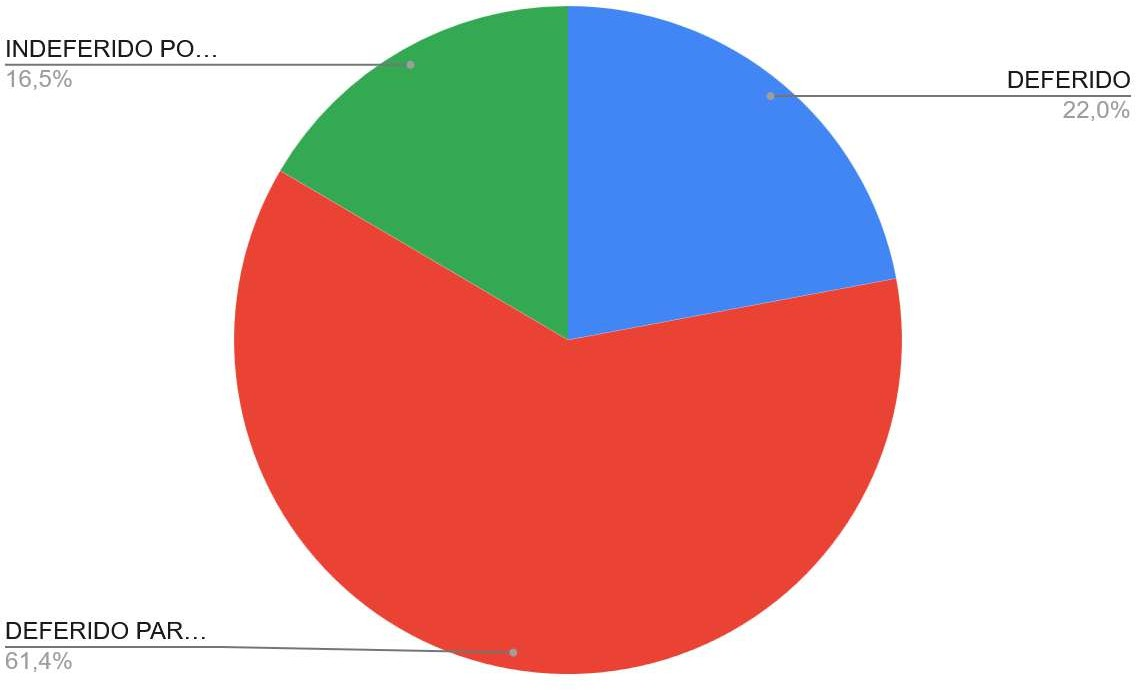 INDEFERIDO PO…
16,5%
DEFERIDO
22,0%
DEFERIDO PAR…
61,4%